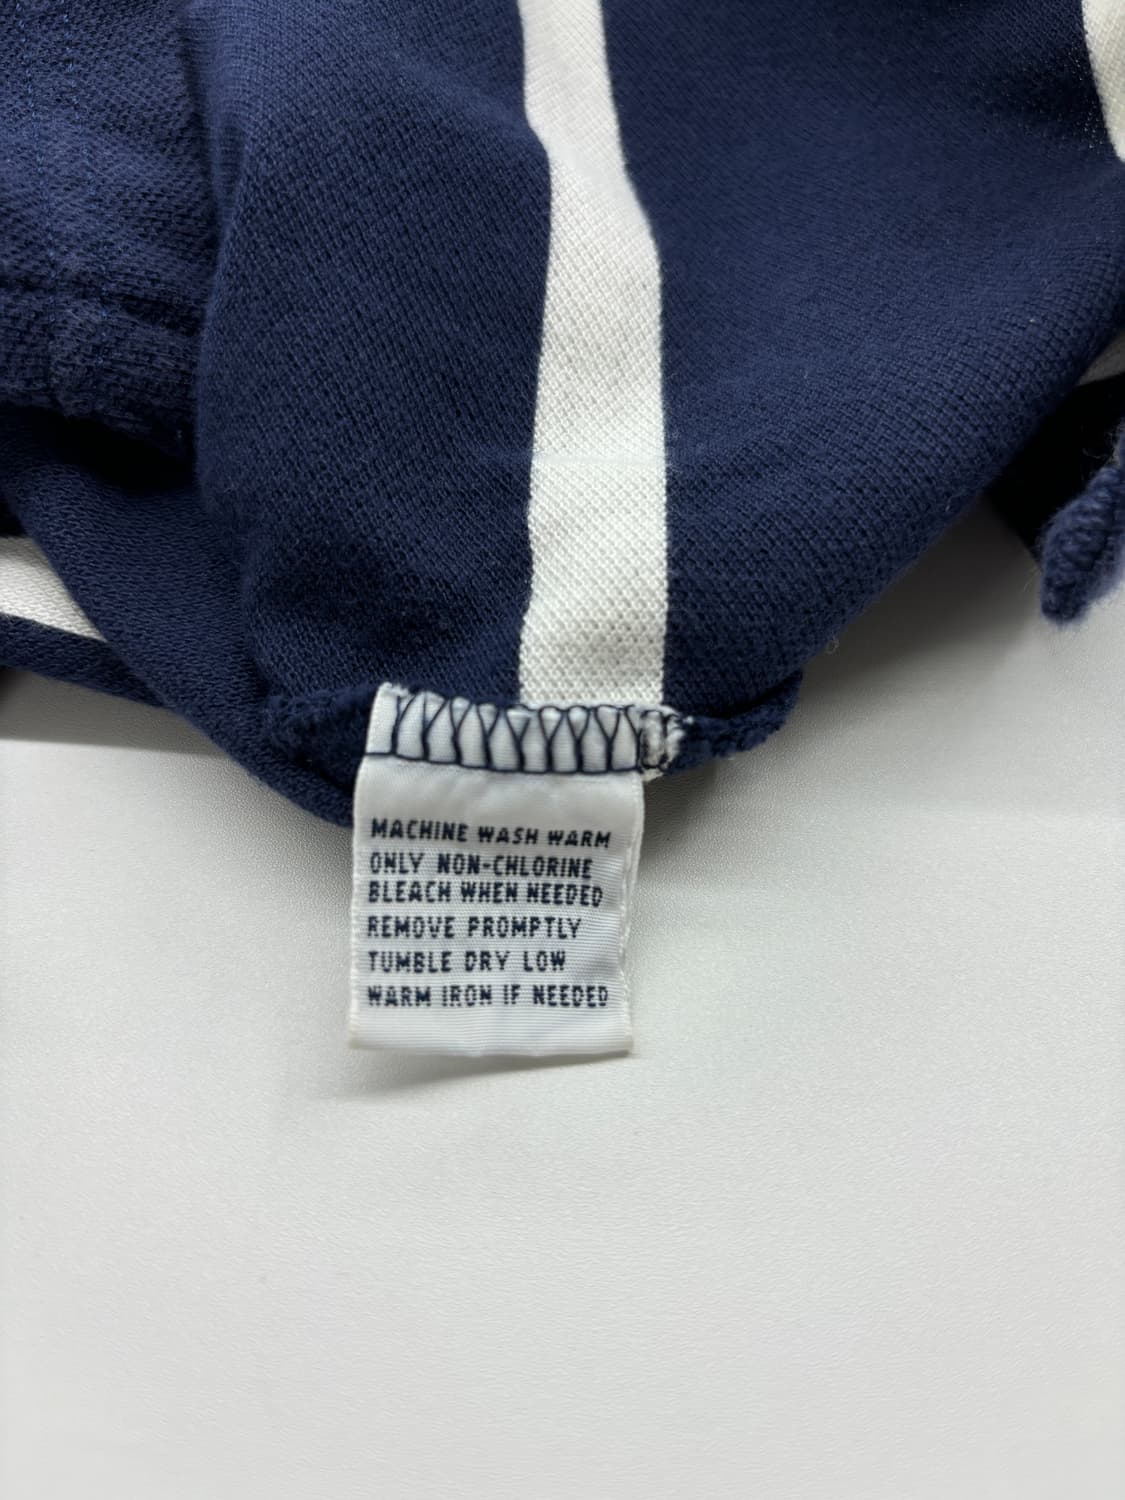 MACHINE WASH WARM
ONLY NON-CHLORINE
BLEACH WHEN NEEDED
REMOVE PROMPTLY
TUMBLE DRY LOW
WARM IRON IF NEEDED